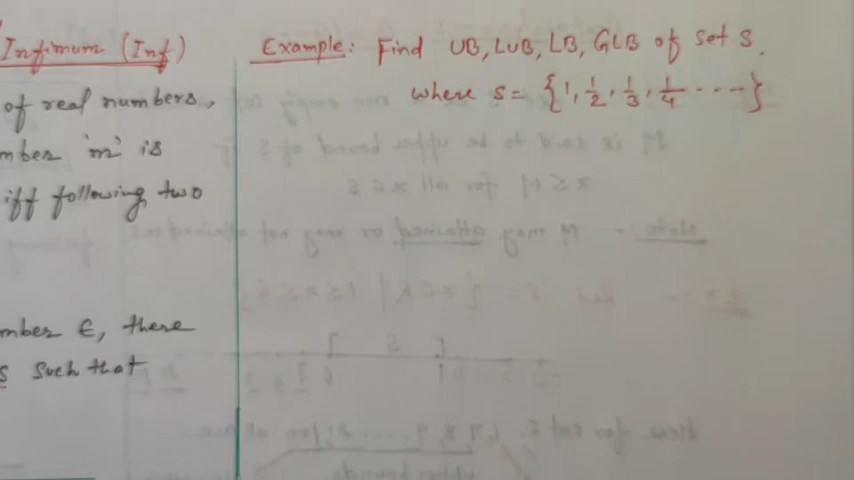 Infimum (Inf)
of real numbers,
mber 'm' is
iff following two
mber ε, there
s such that
Example: Find UB, LUB, LB, GLB of set S.
where S = {1, 1/2, 1/3, 1/4 ---}